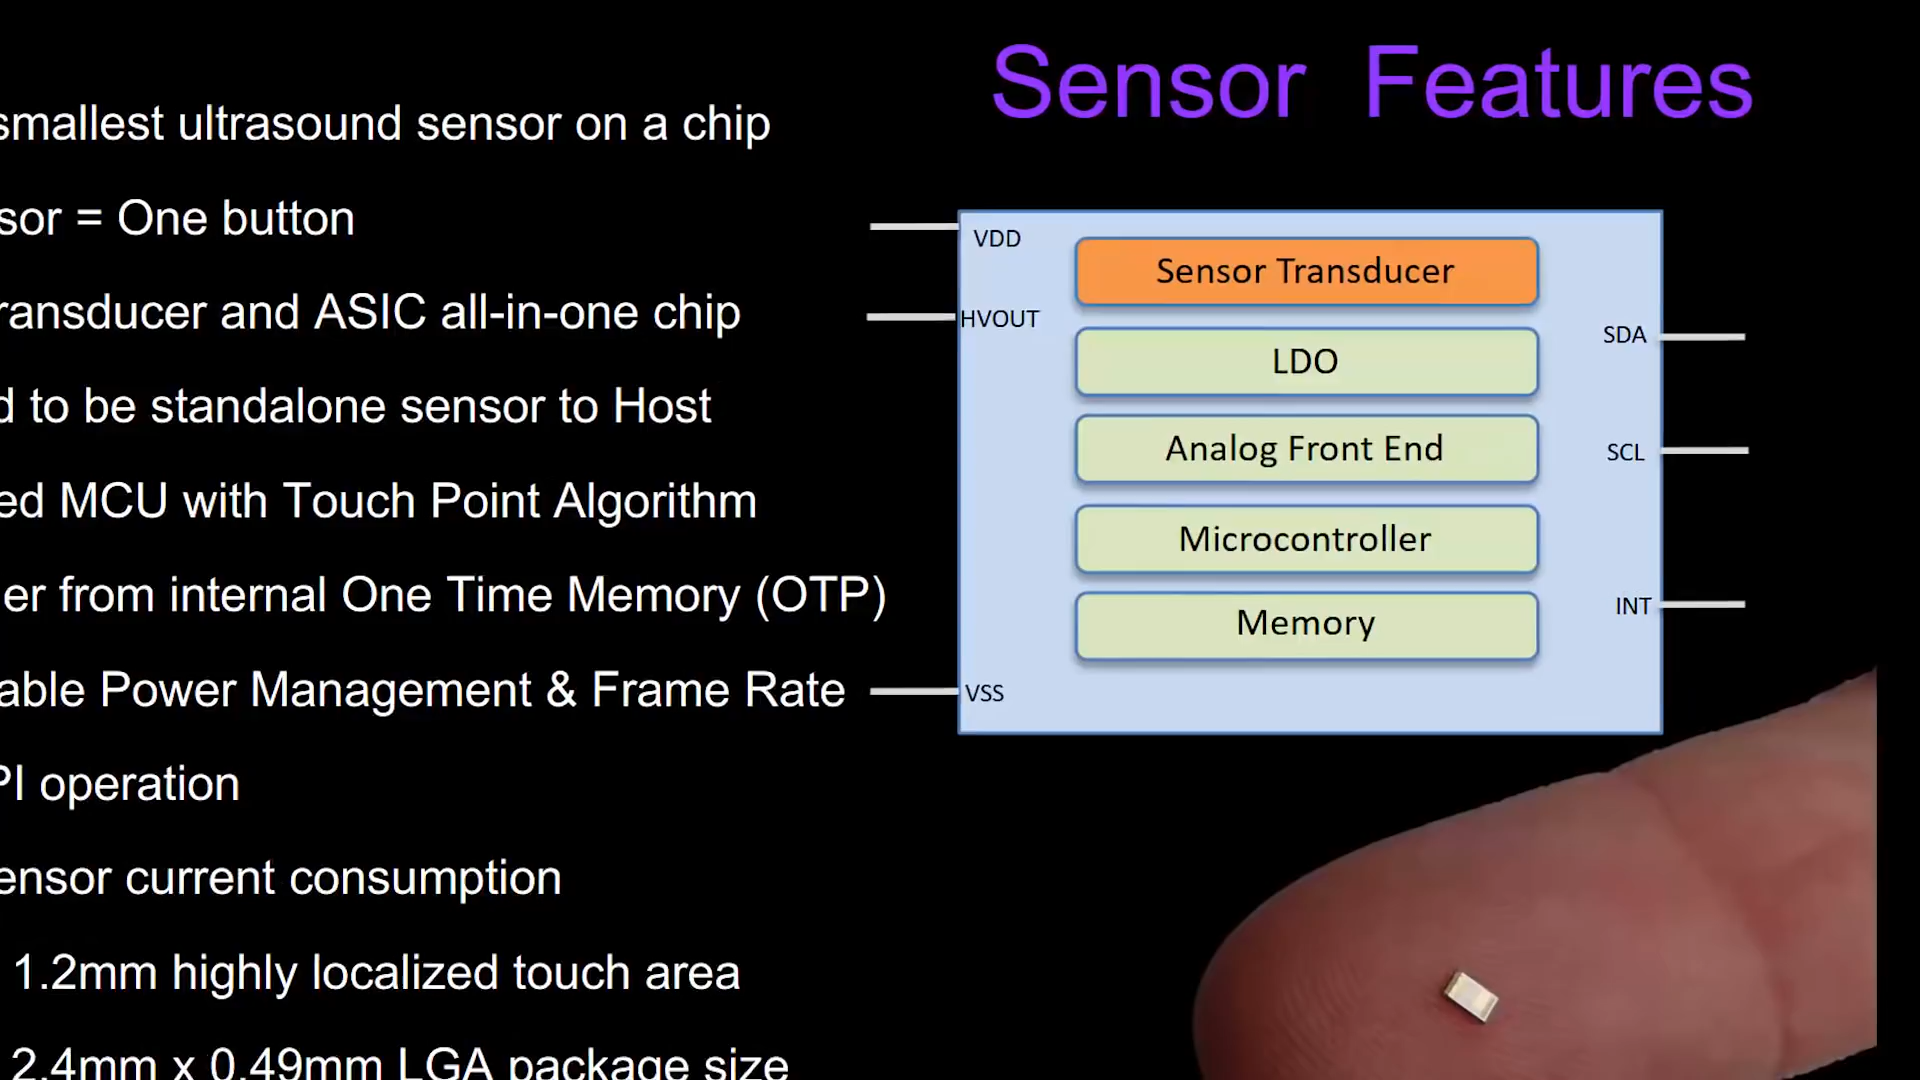 Sensor Features
smallest ultrasound sensor on a chip
sor = One button
ransducer and ASIC all-in-one chip
d to be standalone sensor to Host
ed MCU with Touch Point Algorithm
er from internal One Time Memory (OTP)
able Power Management & Frame Rate
PI operation
ensor current consumption
1.2mm highly localized touch area
2.4mm x 0.49mm LGA package size
VDD
HVOUT
VSS
Sensor Transducer
LDO
Analog Front End
Microcontroller
Memory
SDA
SCL
INT